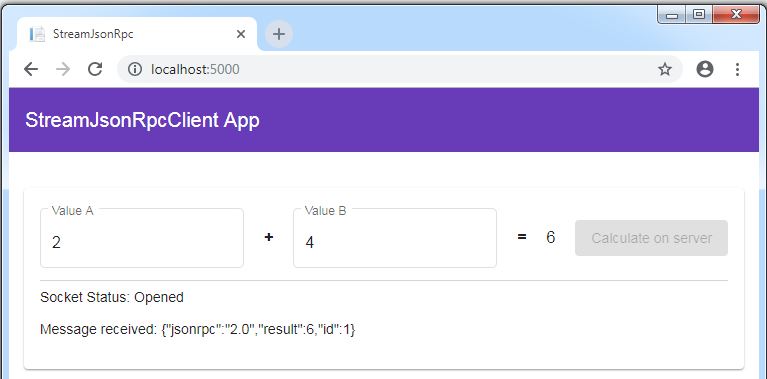 StreamJsonRpc
localhost:5000
StreamJsonRpcClient App
Value A
Value B
2 + 4 = 6 Calculate on server
Socket Status: Opened
Message received: {"jsonrpc":"2.0","result":6,"id":1}